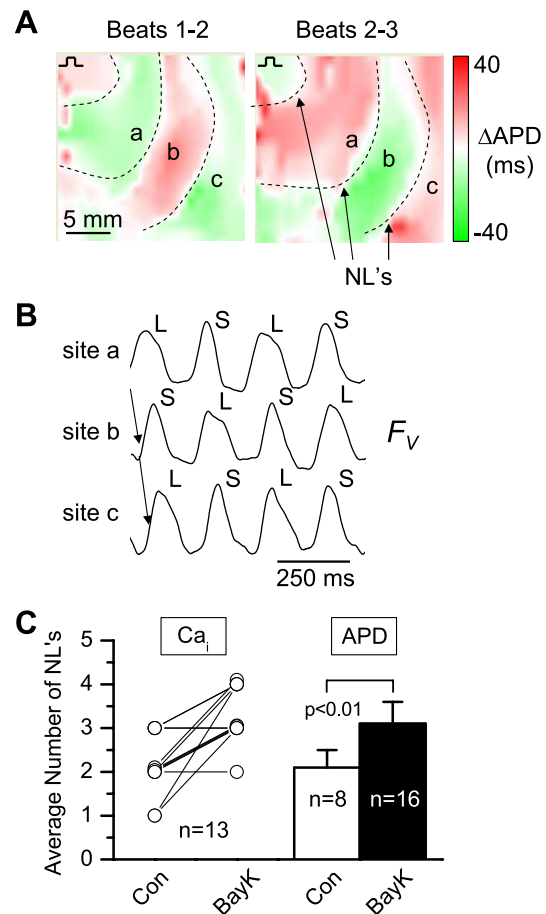 A
Beats 1-2
Beats 2-3
40
ΔAPD
(ms)
-40
a
b
c
a
b
c
5 mm
NL's
B
site a
L
S
L
S
site b
S
L
S
L
F_V
site c
L
S
L
S
250 ms
C
Average Number of NL's
5
4
3
2
1
0
Ca_i
APD
p<0.01
n=13
n=8
n=16
Con
BayK
Con
BayK